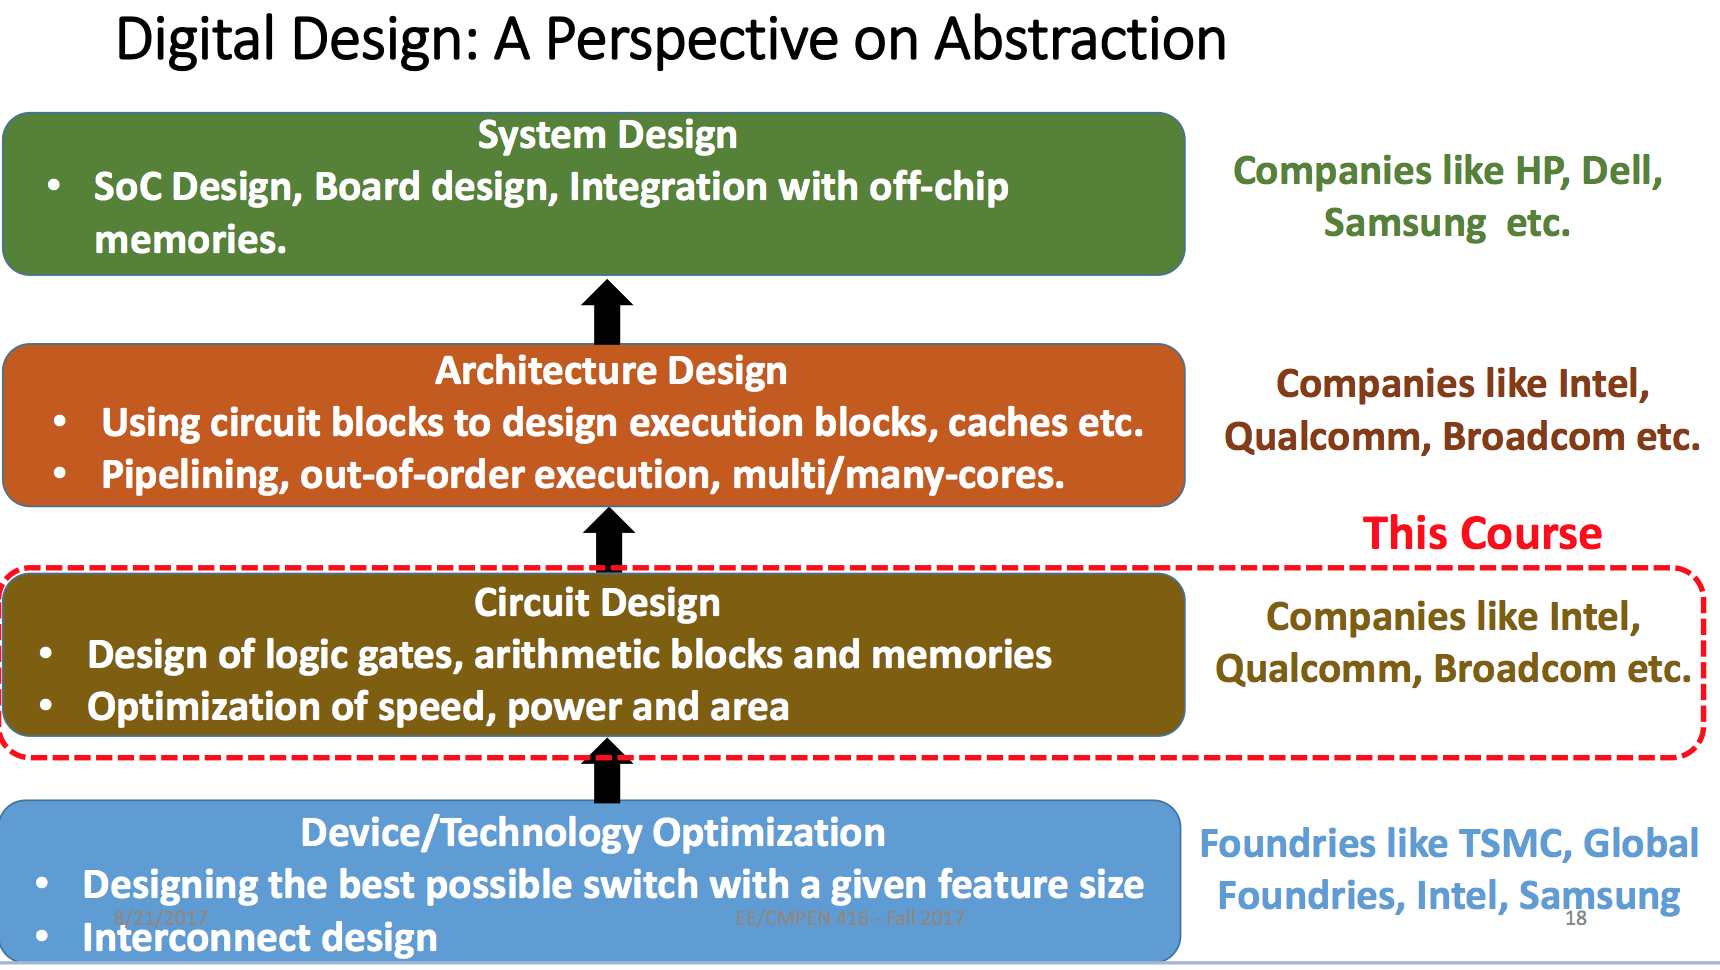 Digital Design: A Perspective on Abstraction
System Design
• SoC Design, Board design, Integration with off-chip
memories.
Companies like HP, Dell,
Samsung etc.
Architecture Design
• Using circuit blocks to design execution blocks, caches etc.
• Pipelining, out-of-order execution, multi/many-cores.
Companies like Intel,
Qualcomm, Broadcom etc.
This Course
Circuit Design
• Design of logic gates, arithmetic blocks and memories
• Optimization of speed, power and area
Companies like Intel,
Qualcomm, Broadcom etc.
Device/Technology Optimization
• Designing the best possible switch with a given feature size
• Interconnect design
Foundries like TSMC, Global
Foundries, Intel, Samsung
8/21/2017
EE/CMPEN 416 - Fall 2017
18